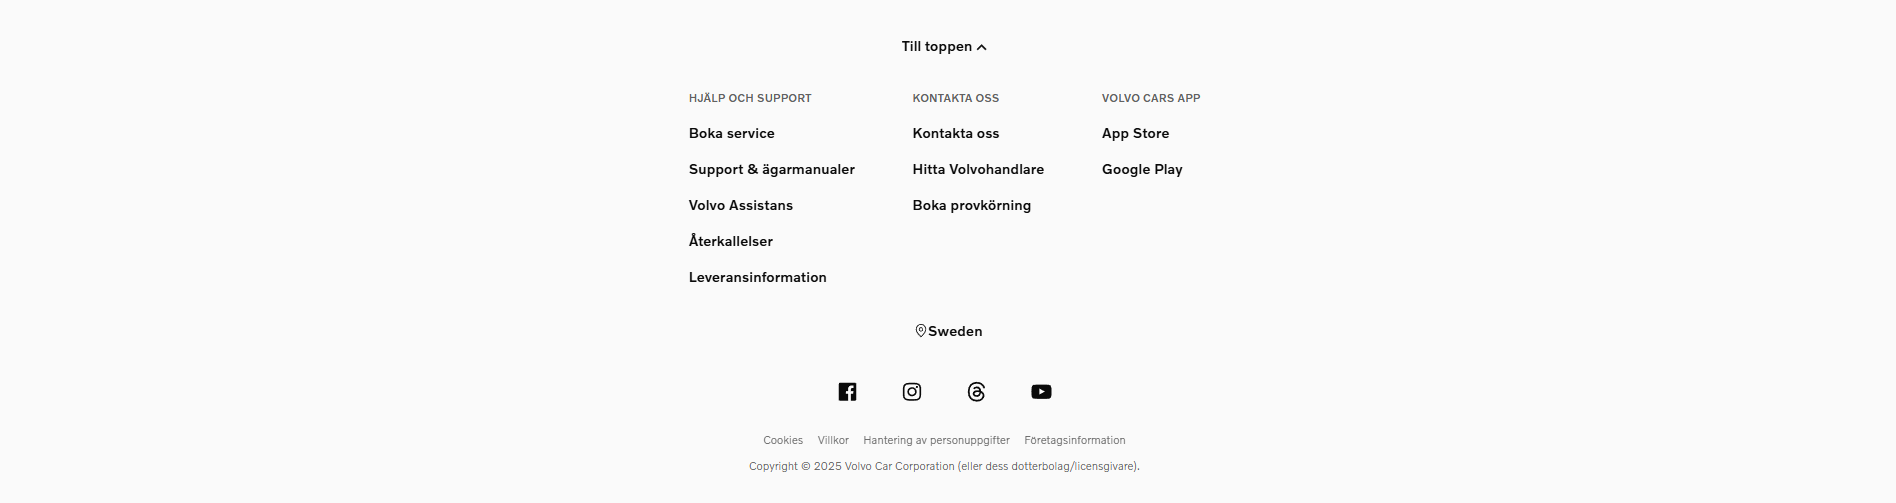 Till toppen
HJÄLP OCH SUPPORT
Boka service
Support & ägarmanualer
Volvo Assistans
Återkallelser
Leveransinformation
KONTAKTA OSS
Kontakta oss
Hitta Volvohandlare
Boka provkörning
VOLVO CARS APP
App Store
Google Play
Sweden
Cookies Villkor Hantering av personuppgifter Företagsinformation
Copyright © 2025 Volvo Car Corporation (eller dess dotterbolag/licensgivare).